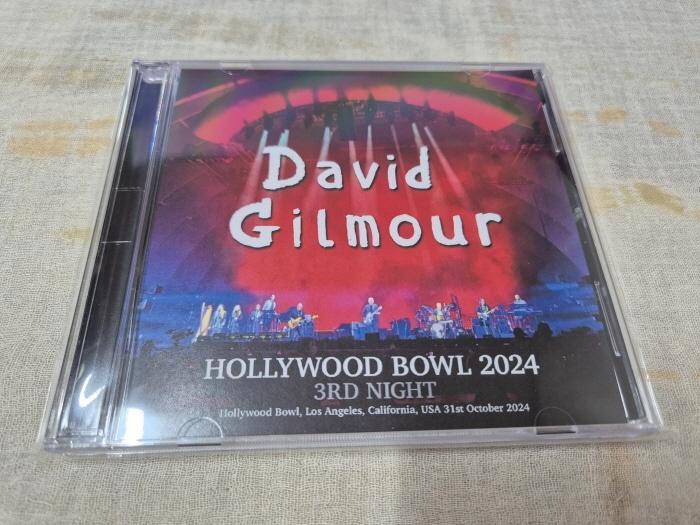 David
Gilmour
HOLLYWOOD BOWL 2024
3RD NIGHT
Hollywood Bowl, Los Angeles, California, USA 31st October 2024